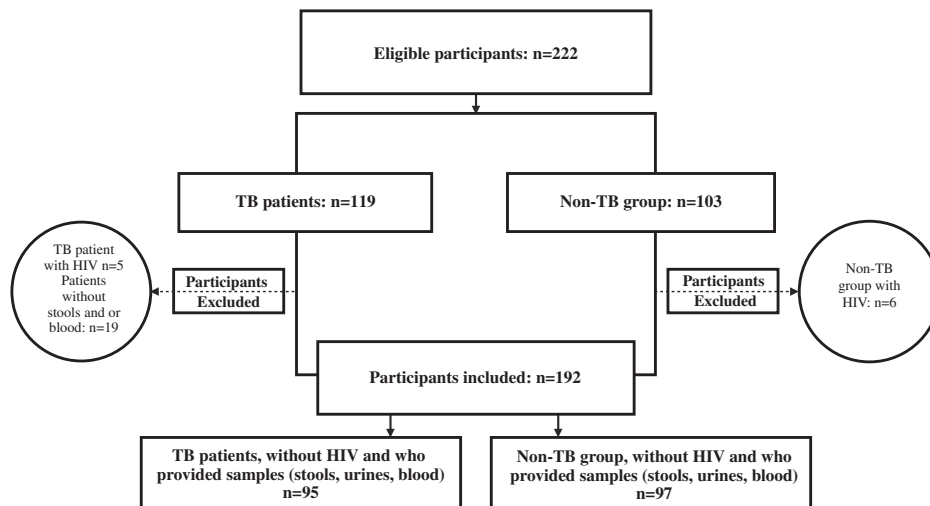 Eligible participants: n=222
TB patients: n=119
Non-TB group: n=103
TB patient
with HIV n=5
Patients
without
stools and or
blood: n=19
Participants
Excluded
Participants
Excluded
Non-TB
group with
HIV: n=6
Participants included: n=192
TB patients, without HIV and who
provided samples (stools, urines, blood)
n=95
Non-TB group, without HIV and who
provided samples (stools, urines, blood)
n=97